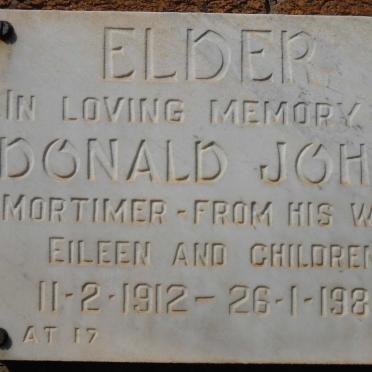 ELDER
IN LOVING MEMORY
DONALD JOH
MORTIMER - FROM HIS W
EILEEN AND CHILDREN
11-2-1912 - 26-1-198
AT 17